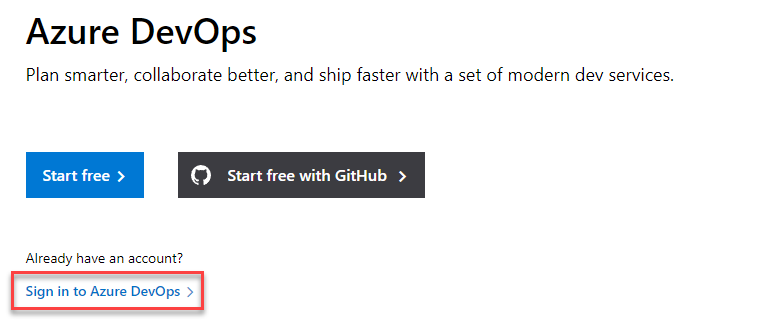 Azure DevOps
Plan smarter, collaborate better, and ship faster with a set of modern dev services.
Start free
Start free with GitHub
Already have an account?
Sign in to Azure DevOps